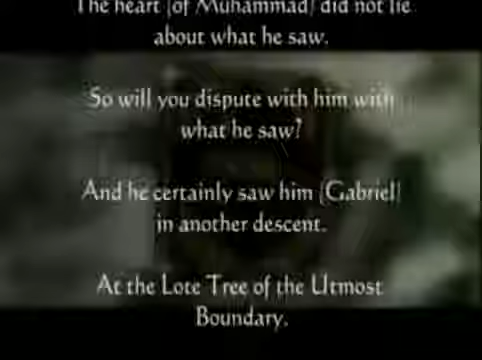 The heart [of Muhammad] did not lie
about what he saw.
So will you dispute with him with
what he saw?
And he certainly saw him [Gabriel]
in another descent.
At the Lote Tree of the Utmost
Boundary.